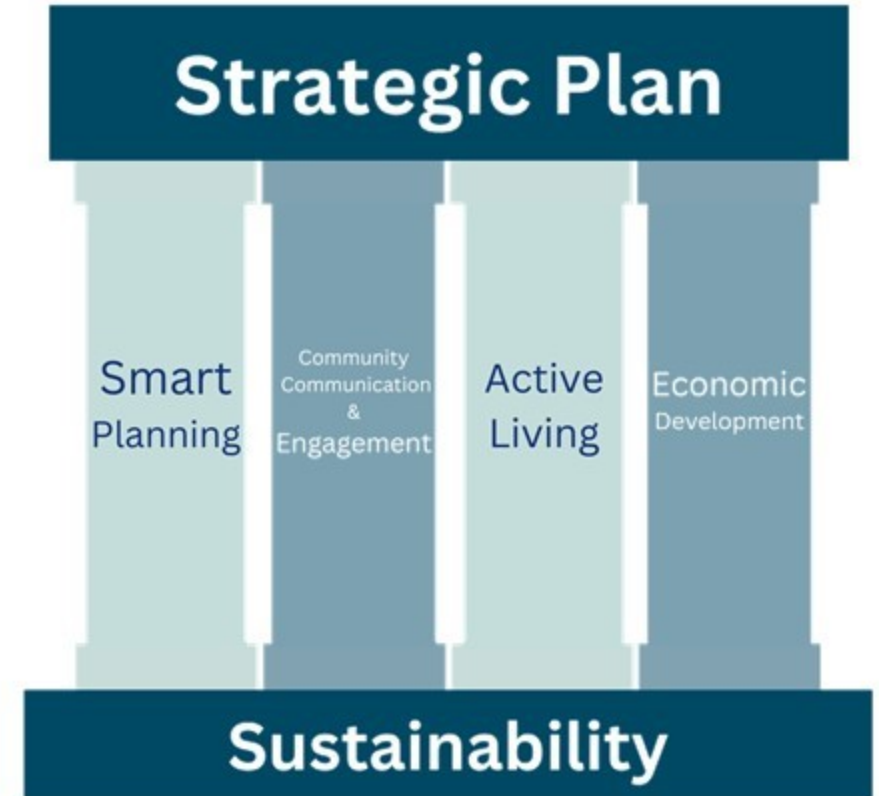 Strategic Plan
Smart
Planning
Community
Communication
&
Engagement
Active
Living
Economic
Development
Sustainability